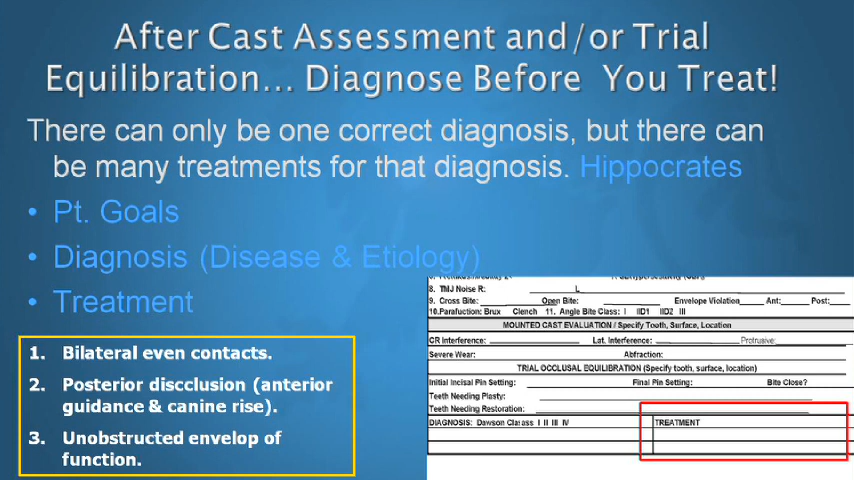 After Cast Assessment and/or Trial
Equilibration... Diagnose Before You Treat!
There can only be one correct diagnosis, but there can
be many treatments for that diagnosis. Hippocrates
• Pt. Goals
• Diagnosis (Disease & Etiology)
• Treatment
1. Bilateral even contacts.
2. Posterior discclusion (anterior
guidance & canine rise).
3. Unobstructed envelop of
function.
8. TMJ Noise R: L
9. Cross Bite: Open Bite: Envelope Violation Ant: Post:
10.Parafuction: Brux Clench 11. Angle Bite Class: I IID1 IID2 III
MOUNTED CAST EVALUATION / Specify Tooth, Surface, Location
CR Interference: Lat. Interference: Protrusive:
Severe Wear: Abfraction:
TRIAL OCCLUSAL EQUILIBRATION (Specify tooth, surface, location)
Initial Incisal Pin Setting: Final Pin Setting: Bite Close?
Teeth Needing Plasty:
Teeth Needing Restoration:
DIAGNOSIS: Dawson Classs I II III IV TREATMENT